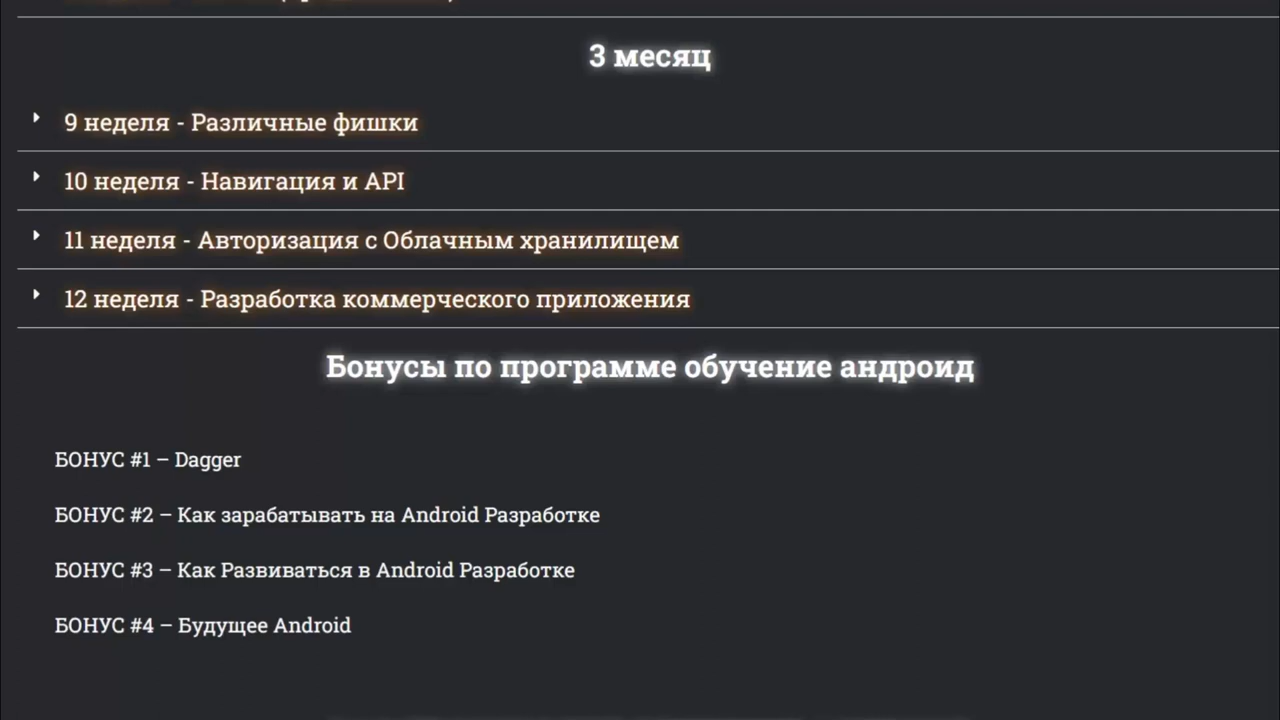 3 месяц
9 неделя - Различные фишки
10 неделя - Навигация и API
11 неделя - Авторизация с Облачным хранилищем
12 неделя - Разработка коммерческого приложения
Бонусы по программе обучение андроид
БОНУС #1 – Dagger
БОНУС #2 – Как зарабатывать на Android Разработке
БОНУС #3 – Как Развиваться в Android Разработке
БОНУС #4 – Будущее Android